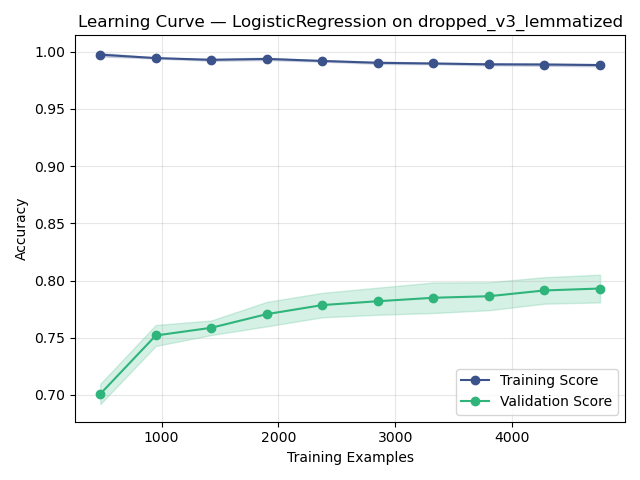 Learning Curve — LogisticRegression on dropped_v3_lemmatized
1.00
0.95
0.90
0.85
0.80
0.75
0.70
Accuracy
1000
2000
3000
4000
Training Examples
Training Score
Validation Score